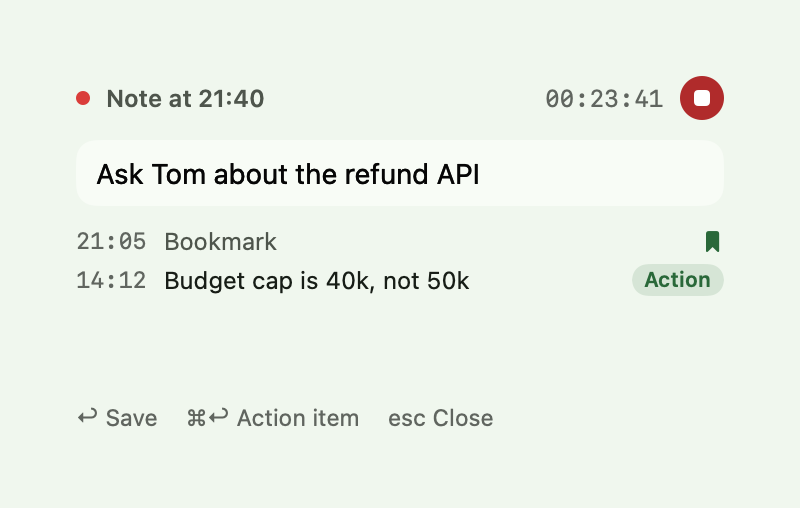 Note at 21:40 00:23:41
Ask Tom about the refund API
21:05 Bookmark
14:12 Budget cap is 40k, not 50k Action
↩ Save ⌘↩ Action item esc Close